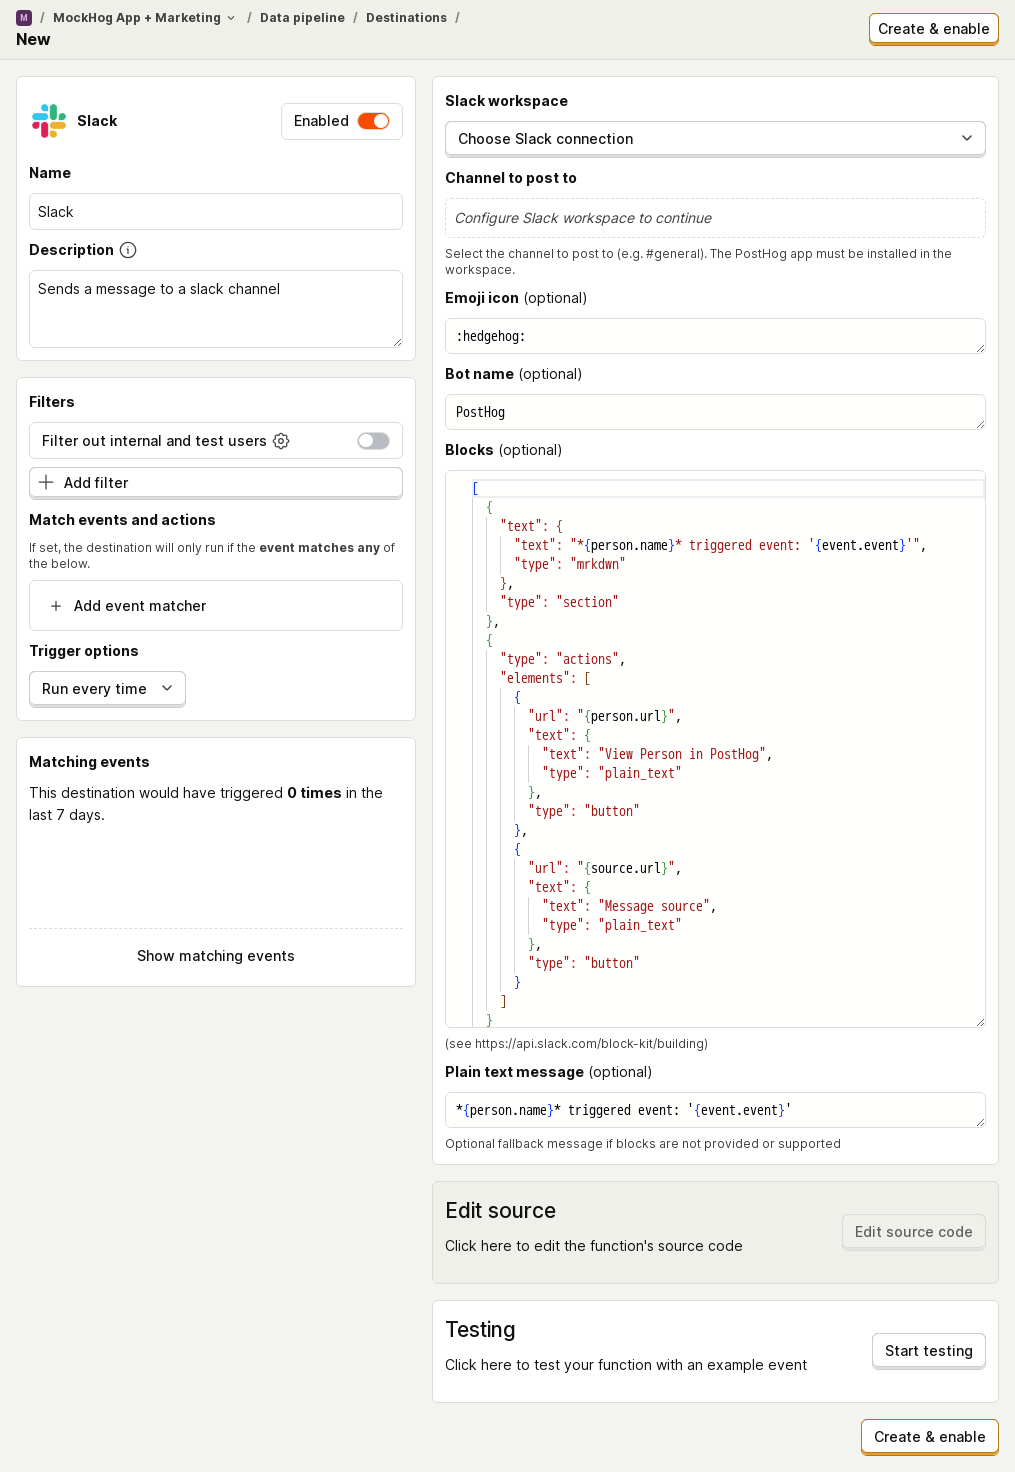 M / MockHog App + Marketing / Data pipeline / Destinations /
New
Create & enable
Slack
Enabled
Name
Slack
Description
Sends a message to a slack channel
Filters
Filter out internal and test users
Add filter
Match events and actions
If set, the destination will only run if the event matches any of
the below.
Add event matcher
Trigger options
Run every time
Matching events
This destination would have triggered 0 times in the
last 7 days.
Show matching events
Slack workspace
Choose Slack connection
Channel to post to
Configure Slack workspace to continue
Select the channel to post to (e.g. #general). The PostHog app must be installed in the
workspace.
Emoji icon (optional)
:hedgehog:
Bot name (optional)
PostHog
Blocks (optional)
[
{
"text": {
"text": "*{person.name}* triggered event: '{event.event}'",
"type": "mrkdwn"
},
"type": "section"
},
{
"type": "actions",
"elements": [
{
"url": "{person.url}",
"text": {
"text": "View Person in PostHog",
"type": "plain_text"
},
"type": "button"
},
{
"url": "{source.url}",
"text": {
"text": "Message source",
"type": "plain_text"
},
"type": "button"
}
]
}
(see https://api.slack.com/block-kit/building)
Plain text message (optional)
*{person.name}* triggered event: '{event.event}'
Optional fallback message if blocks are not provided or supported
Edit source
Click here to edit the function's source code
Edit source code
Testing
Click here to test your function with an example event
Start testing
Create & enable